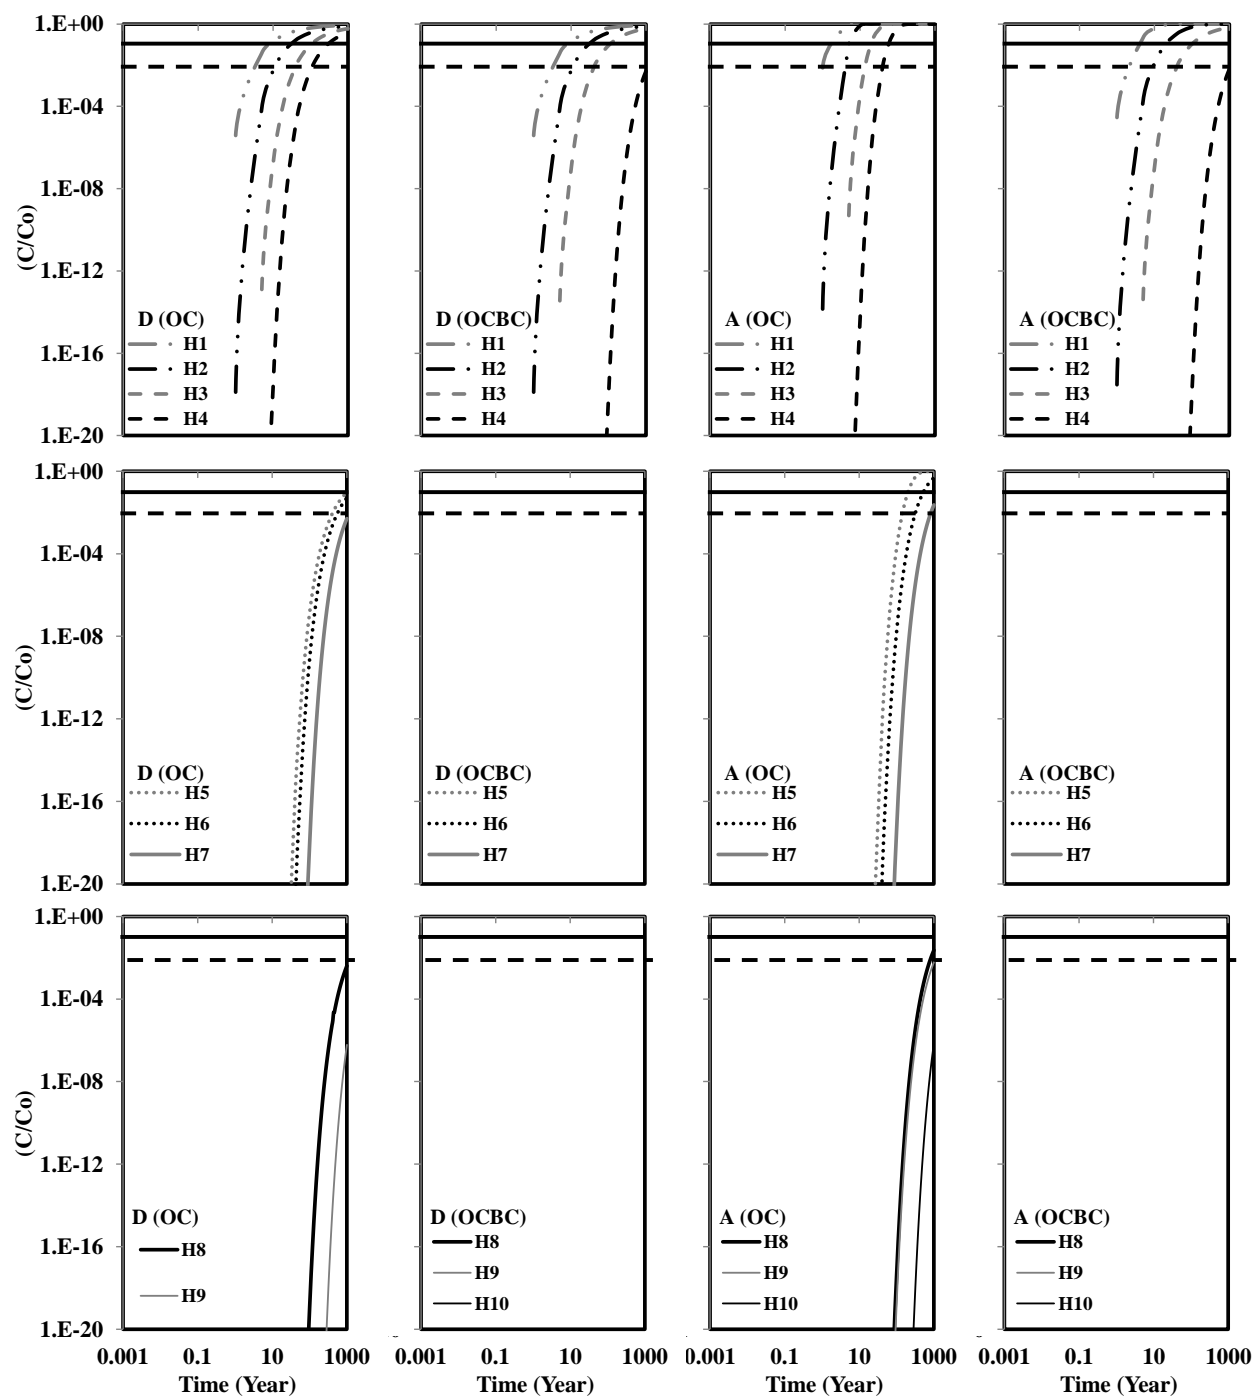 1.E+00
1.E-04
1.E-08
1.E-12
1.E-16
1.E-20
(C/Co)
D (OC)
H1
H2
H3
H4
D (OCBC)
H1
H2
H3
H4
A (OC)
H1
H2
H3
H4
A (OCBC)
H1
H2
H3
H4
1.E+00
1.E-04
1.E-08
1.E-12
1.E-16
1.E-20
(C/Co)
D (OC)
H5
H6
H7
D (OCBC)
H5
H6
H7
A (OC)
H5
H6
H7
A (OCBC)
H5
H6
H7
1.E+00
1.E-04
1.E-08
1.E-12
1.E-16
1.E-20
(C/Co)
D (OC)
H8
H9
D (OCBC)
H8
H9
H10
A (OC)
H8
H9
H10
A (OCBC)
H8
H9
H10
0.001 0.1 10 1000
Time (Year)
0.001 0.1 10 1000
Time (Year)
0.001 0.1 10 1000
Time (Year)
0.001 0.1 10 1000
Time (Year)